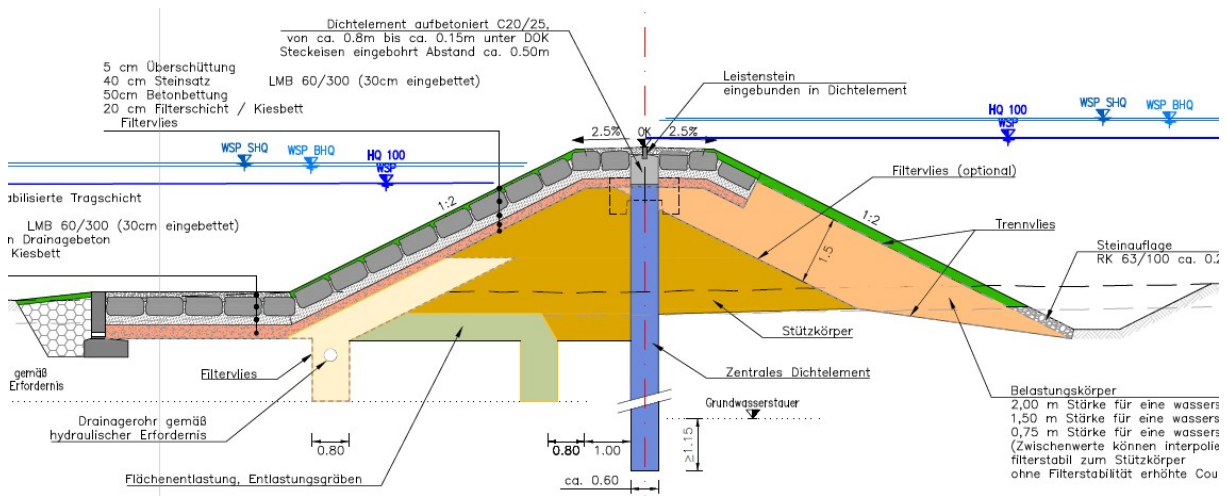 Dichtelement aufbetoniert C20/25,
von ca. 0.8m bis ca. 0.15m unter DOK
Steckeisen eingebohrt Abstand ca. 0.50m
5 cm Überschüttung
40 cm Steinsatz LMB 60/300 (30cm eingebettet)
50cm Betonbettung
20 cm Filterschicht / Kiesbett
Filtervlies
Leistenstein
eingebunden in Dichtelement
WSP SHQ
WSP BHQ
HQ 100
WSP
2.5%
OK
2.5%
HQ 100
WSP
WSP SHQ
WSP BHQ
abilisierte Tragschicht
LMB 60/300 (30cm eingebettet)
n Drainagebeton
Kiesbett
1:2
Filtervlies (optional)
1:2
Trennvlies
1.5
Steinauflage
RK 63/100 ca. 0.2
Stützkörper
gemäß
Erfordernis
Filtervlies
Zentrales Dichtelement
Drainagerohr gemäß
hydraulischer Erfordernis
Grundwasserstauer
Belastungskörper
2,00 m Stärke für eine wassers
1,50 m Stärke für eine wassers
0,75 m Stärke für eine wassers
(Zwischenwerte können interpolie
filterstabil zum Stützkörper
ohne Filterstabilität erhöhte Cou
0.80
0.80
1.00
≥1.15
Flächenentlastung, Entlastungsgräben
ca. 0.60